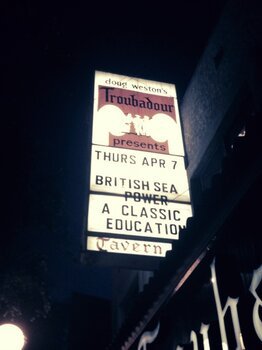 doug weston's
Troubadour
presents
THURS APR 7
BRITISH SEA
POWER
A CLASSIC
EDUCATION
Tavern